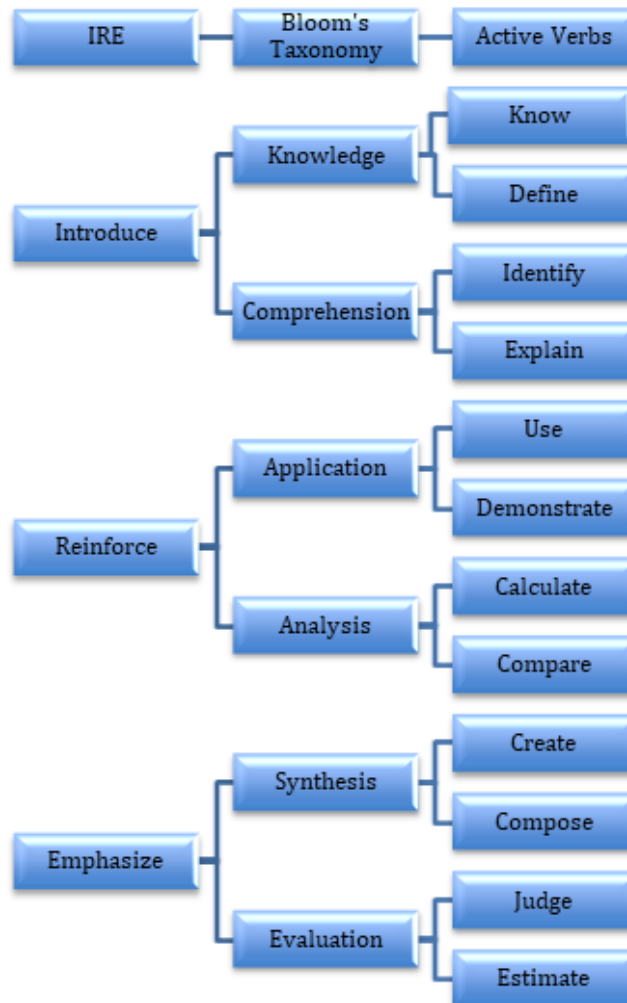 IRE
Bloom's
Taxonomy
Active Verbs
Introduce
Knowledge
Know
Define
Comprehension
Identify
Explain
Reinforce
Application
Use
Demonstrate
Analysis
Calculate
Compare
Emphasize
Synthesis
Create
Compose
Evaluation
Judge
Estimate